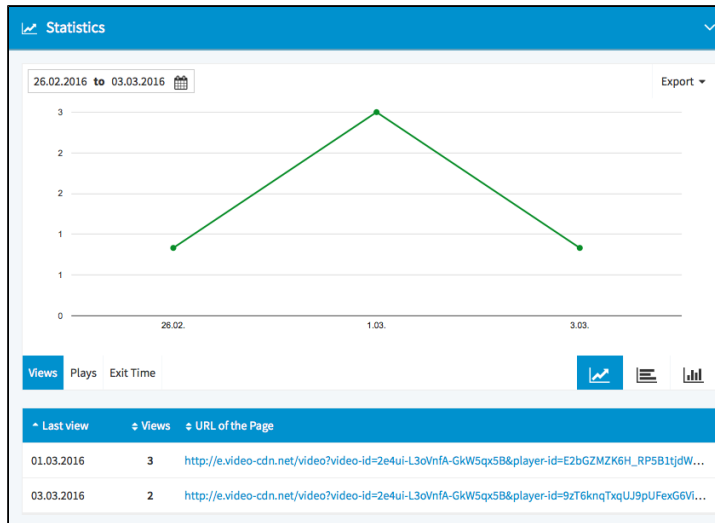 Statistics
26.02.2016 to 03.03.2016 Export
3
2
2
1
1
0
26.02. 1.03. 3.03.
Views Plays Exit Time
Last view Views URL of the Page
01.03.2016 3 http://e.video-cdn.net/video?video-id=2e4ui-L3oVnfA-GkW5qx5B&player-id=E2bGZMZK6H_RP5B1tjdW...
03.03.2016 2 http://e.video-cdn.net/video?video-id=2e4ui-L3oVnfA-GkW5qx5B&player-id=9zT6knqTxqUJ9pUFexG6Vi...